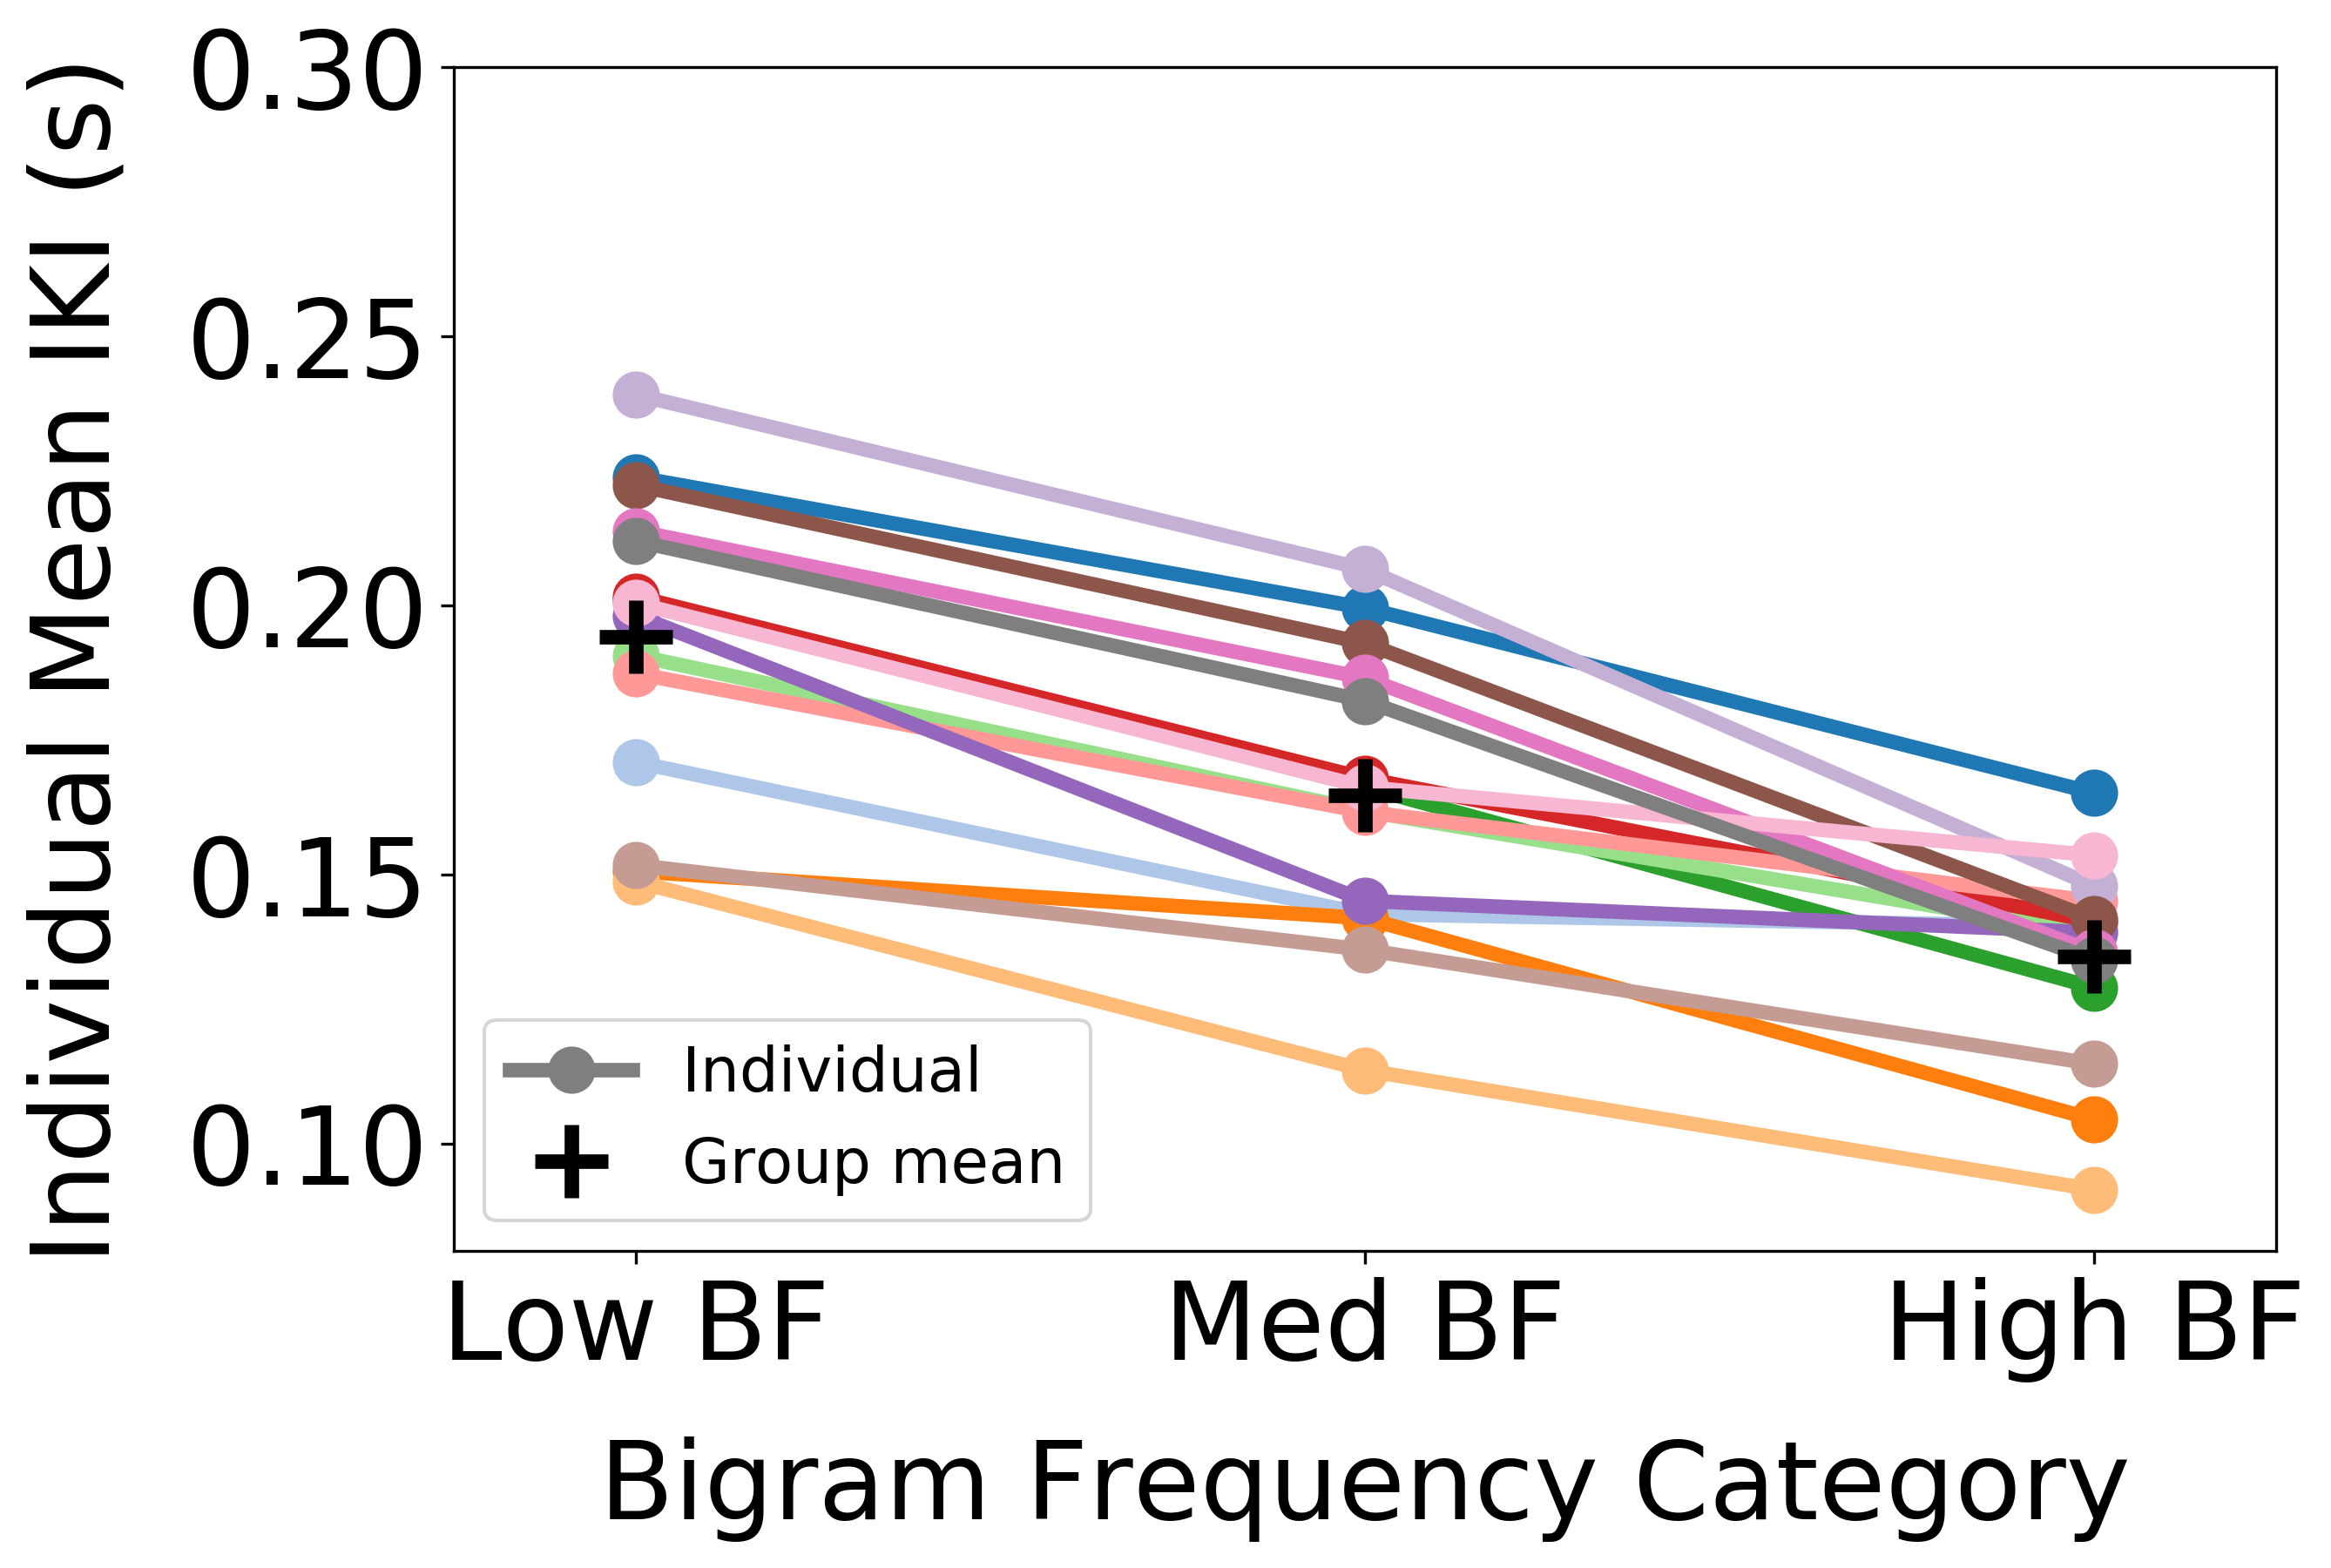 Individual Mean IKI (s)
0.30
0.25
0.20
0.15
0.10
Individual
Group mean
Low BF
Med BF
High BF
Bigram Frequency Category